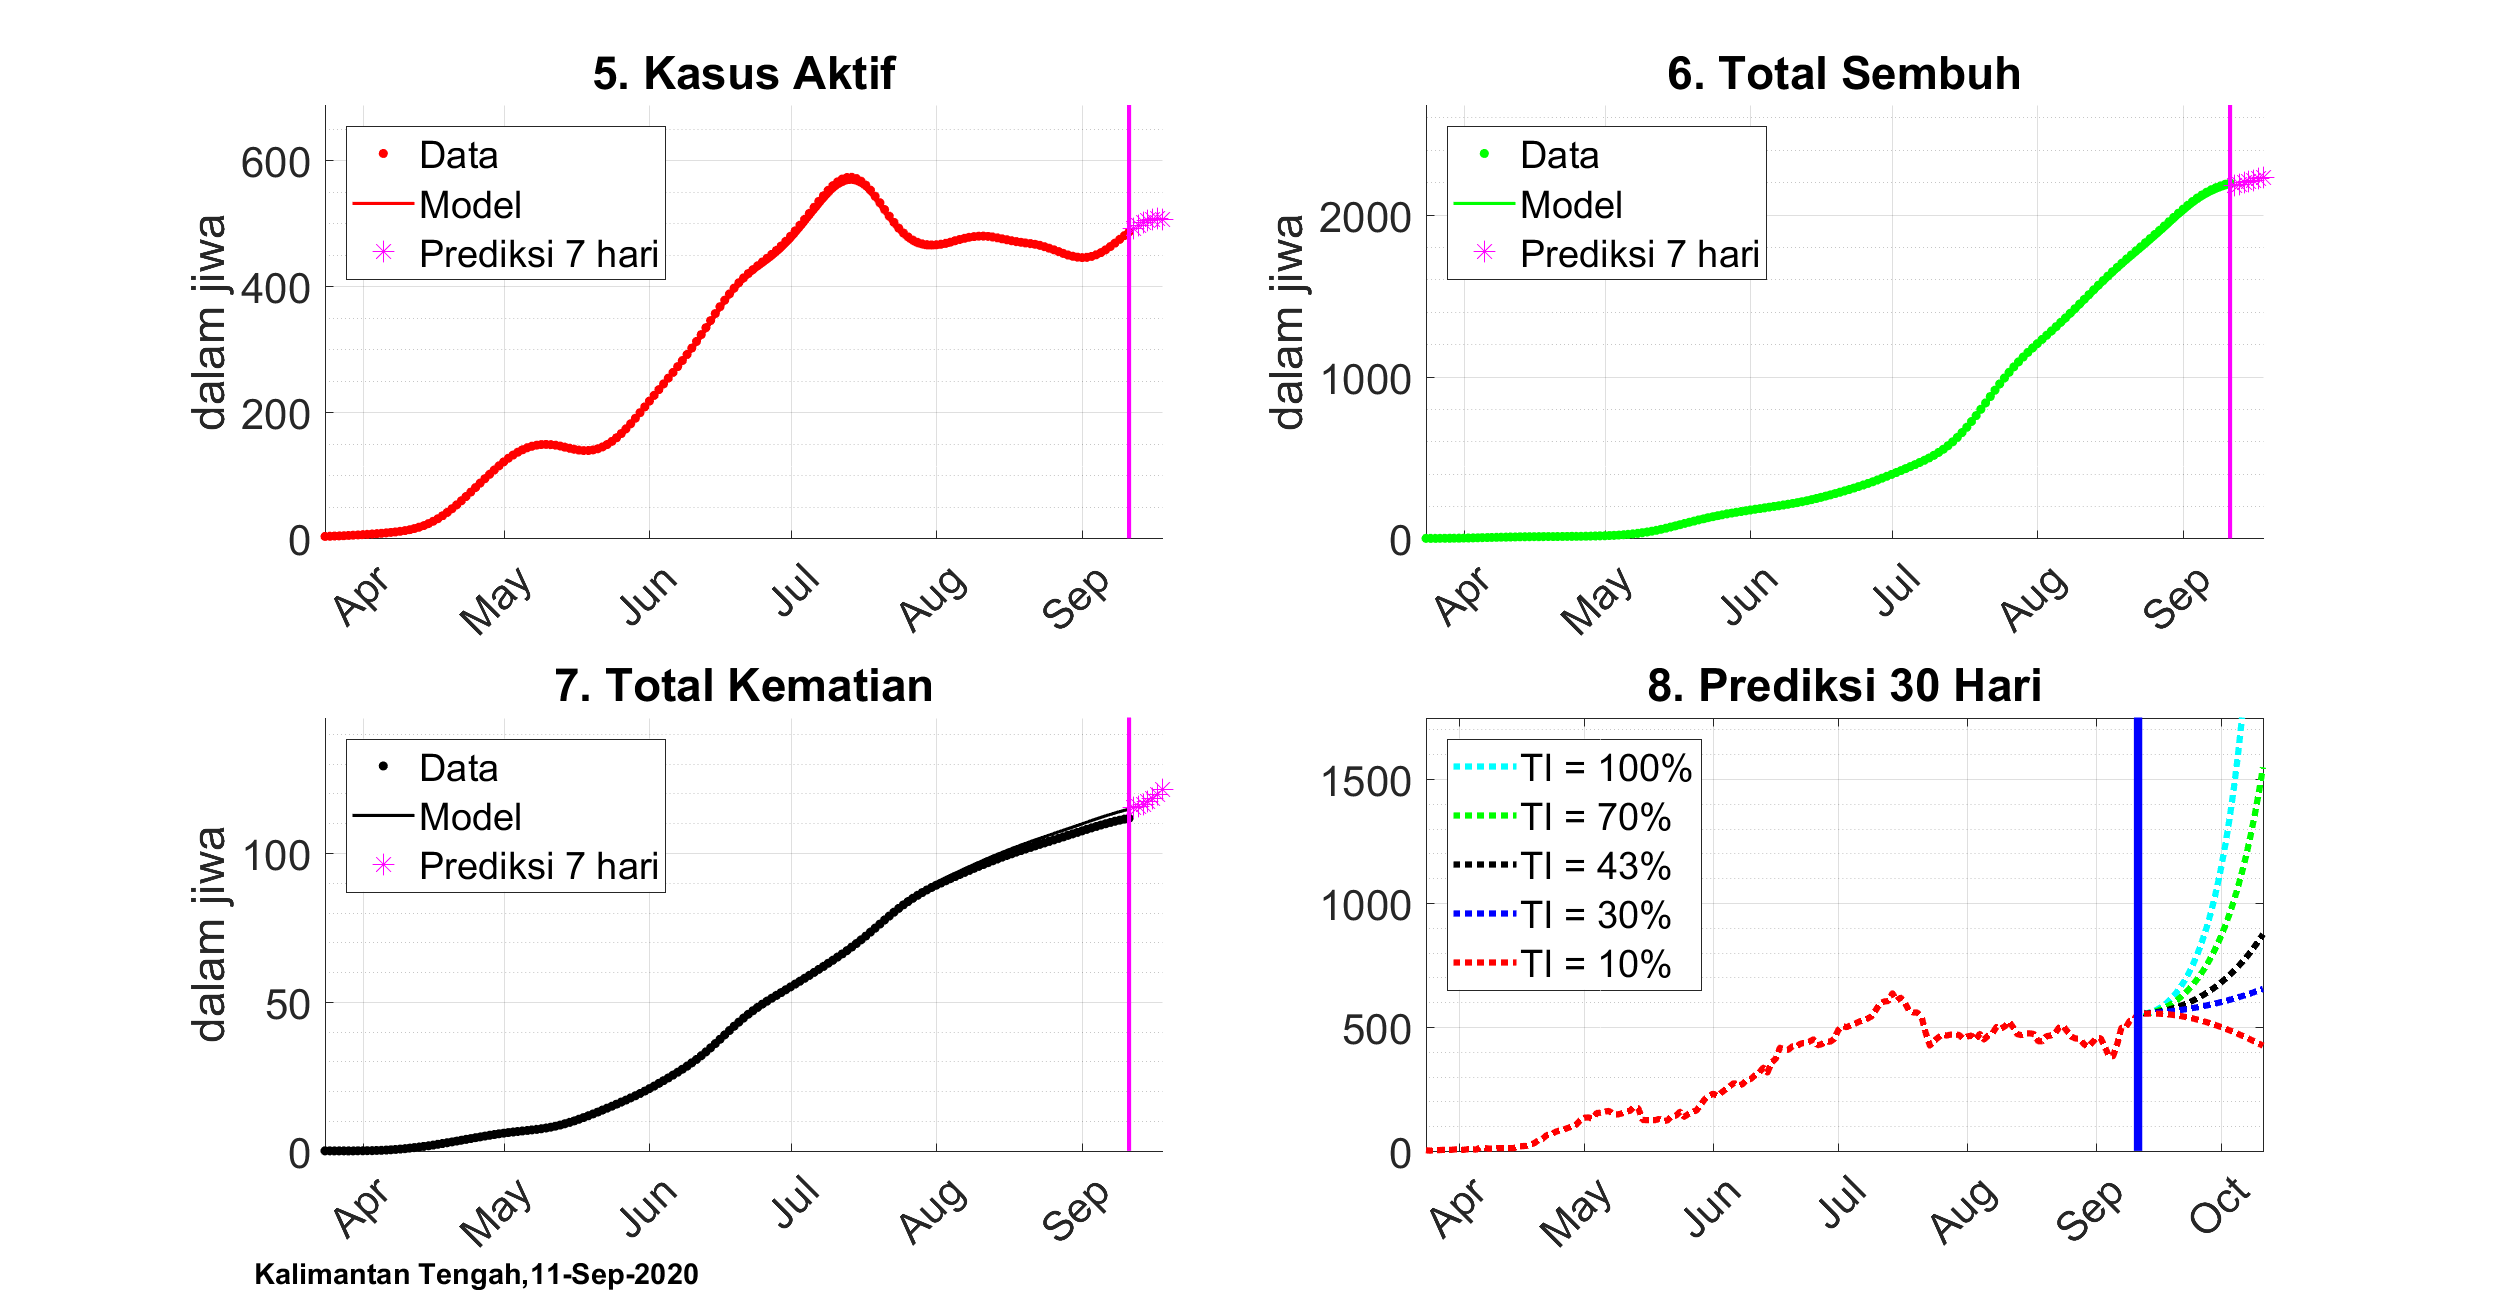 5. Kasus Aktif
dalam jiwa
600
400
200
0
Data
Model
Prediksi 7 hari
Apr
May
Jun
Jul
Aug
Sep
6. Total Sembuh
dalam jiwa
2000
1000
0
Data
Model
Prediksi 7 hari
Apr
May
Jun
Jul
Aug
Sep
7. Total Kematian
dalam jiwa
100
50
0
Data
Model
Prediksi 7 hari
Apr
May
Jun
Jul
Aug
Sep
8. Prediksi 30 Hari
1500
1000
500
0
TI = 100%
TI = 70%
TI = 43%
TI = 30%
TI = 10%
Apr
May
Jun
Jul
Aug
Sep
Oct
Kalimantan Tengah,11-Sep-2020